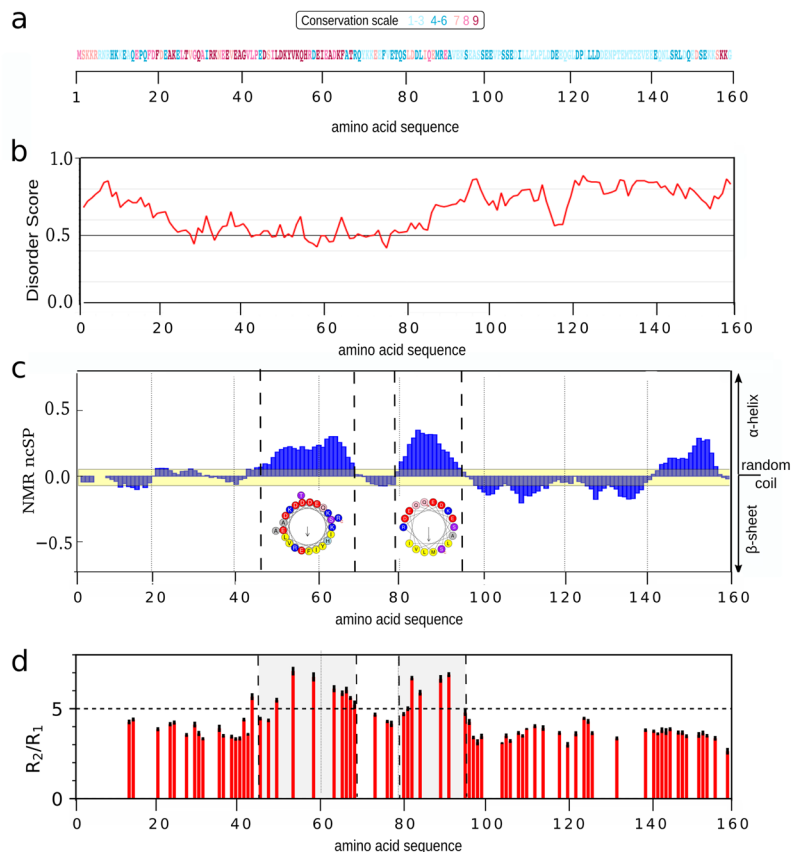 a
Conservation scale 1-3 4-6 7 8 9
1 20 40 60 80 100 120 140 160
amino acid sequence
b
Disorder Score
1.0
0.5
0.0
0 20 40 60 80 100 120 140 160
amino acid sequence
c
NMR ncSP
0.5
0.0
−0.5
α-helix
random
coil
β-sheet
0 20 40 60 80 100 120 140 160
amino acid sequence
d
R2/R1
5
0
0 20 40 60 80 100 120 140 160
amino acid sequence